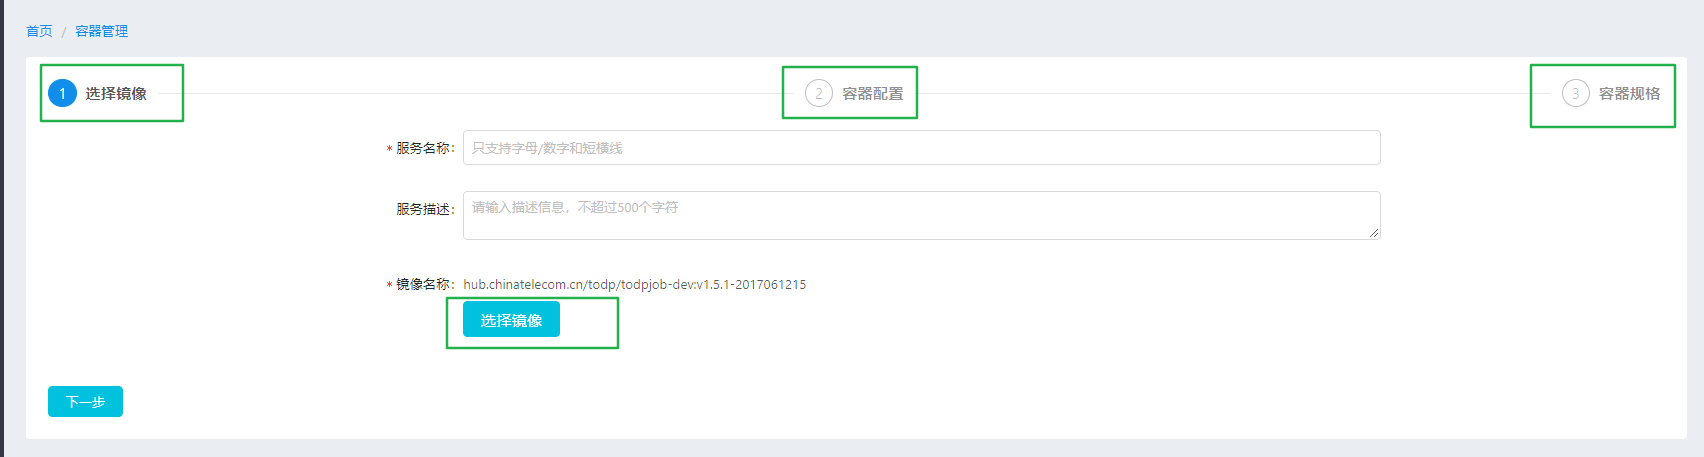 首页 / 容器管理
1 选择镜像 2 容器配置 3 容器规格
* 服务名称: 只支持字母/数字和短横线
服务描述: 请输入描述信息，不超过500个字符
* 镜像名称: hub.chinatelecom.cn/todp/todpjob-dev:v1.5.1-2017061215
选择镜像
下一步